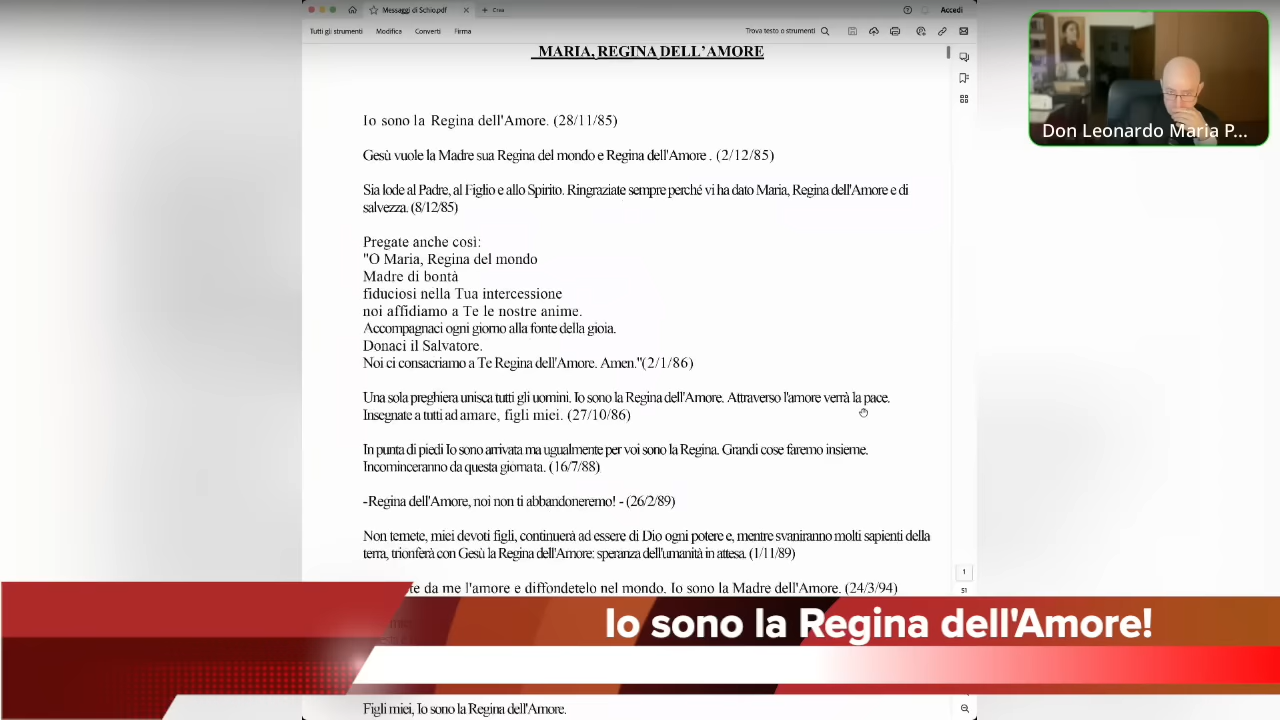 Messaggi di Schio.pdf
Crea
Accedi
Tutti gli strumenti
Modifica
Converti
Firma
Trova testo o strumenti
MARIA, REGINA DELL'AMORE
Io sono la Regina dell'Amore. (28/11/85)
Gesù vuole la Madre sua Regina del mondo e Regina dell'Amore . (2/12/85)
Sia lode al Padre, al Figlio e allo Spirito. Ringraziate sempre perché vi ha dato Maria, Regina dell'Amore e di
salvezza. (8/12/85)
Pregate anche così:
"O Maria, Regina del mondo
Madre di bontà
fiduciosi nella Tua intercessione
noi affidiamo a Te le nostre anime.
Accompagnaci ogni giorno alla fonte della gioia.
Donaci il Salvatore.
Noi ci consacriamo a Te Regina dell'Amore. Amen."(2/1/86)
Una sola preghiera unisca tutti gli uomini. Io sono la Regina dell'Amore. Attraverso l'amore verrà la pace.
Insegnate a tutti ad amare, figli miei. (27/10/86)
In punta di piedi Io sono arrivata ma ugualmente per voi sono la Regina. Grandi cose faremo insieme.
Incominceranno da questa giornata. (16/7/88)
-Regina dell'Amore, noi non ti abbandoneremo! - (26/2/89)
Non temete, miei devoti figli, continuerà ad essere di Dio ogni potere e, mentre svaniranno molti sapienti della
terra, trionferà con Gesù la Regina dell'Amore: speranza dell'umanità in attesa. (1/11/89)
te da me l'amore e diffondetelo nel mondo. Io sono la Madre dell'Amore. (24/3/94)
Figli miei, Io sono la Regina dell'Amore.
1
51
Don Leonardo Maria P...
Io sono la Regina dell'Amore!